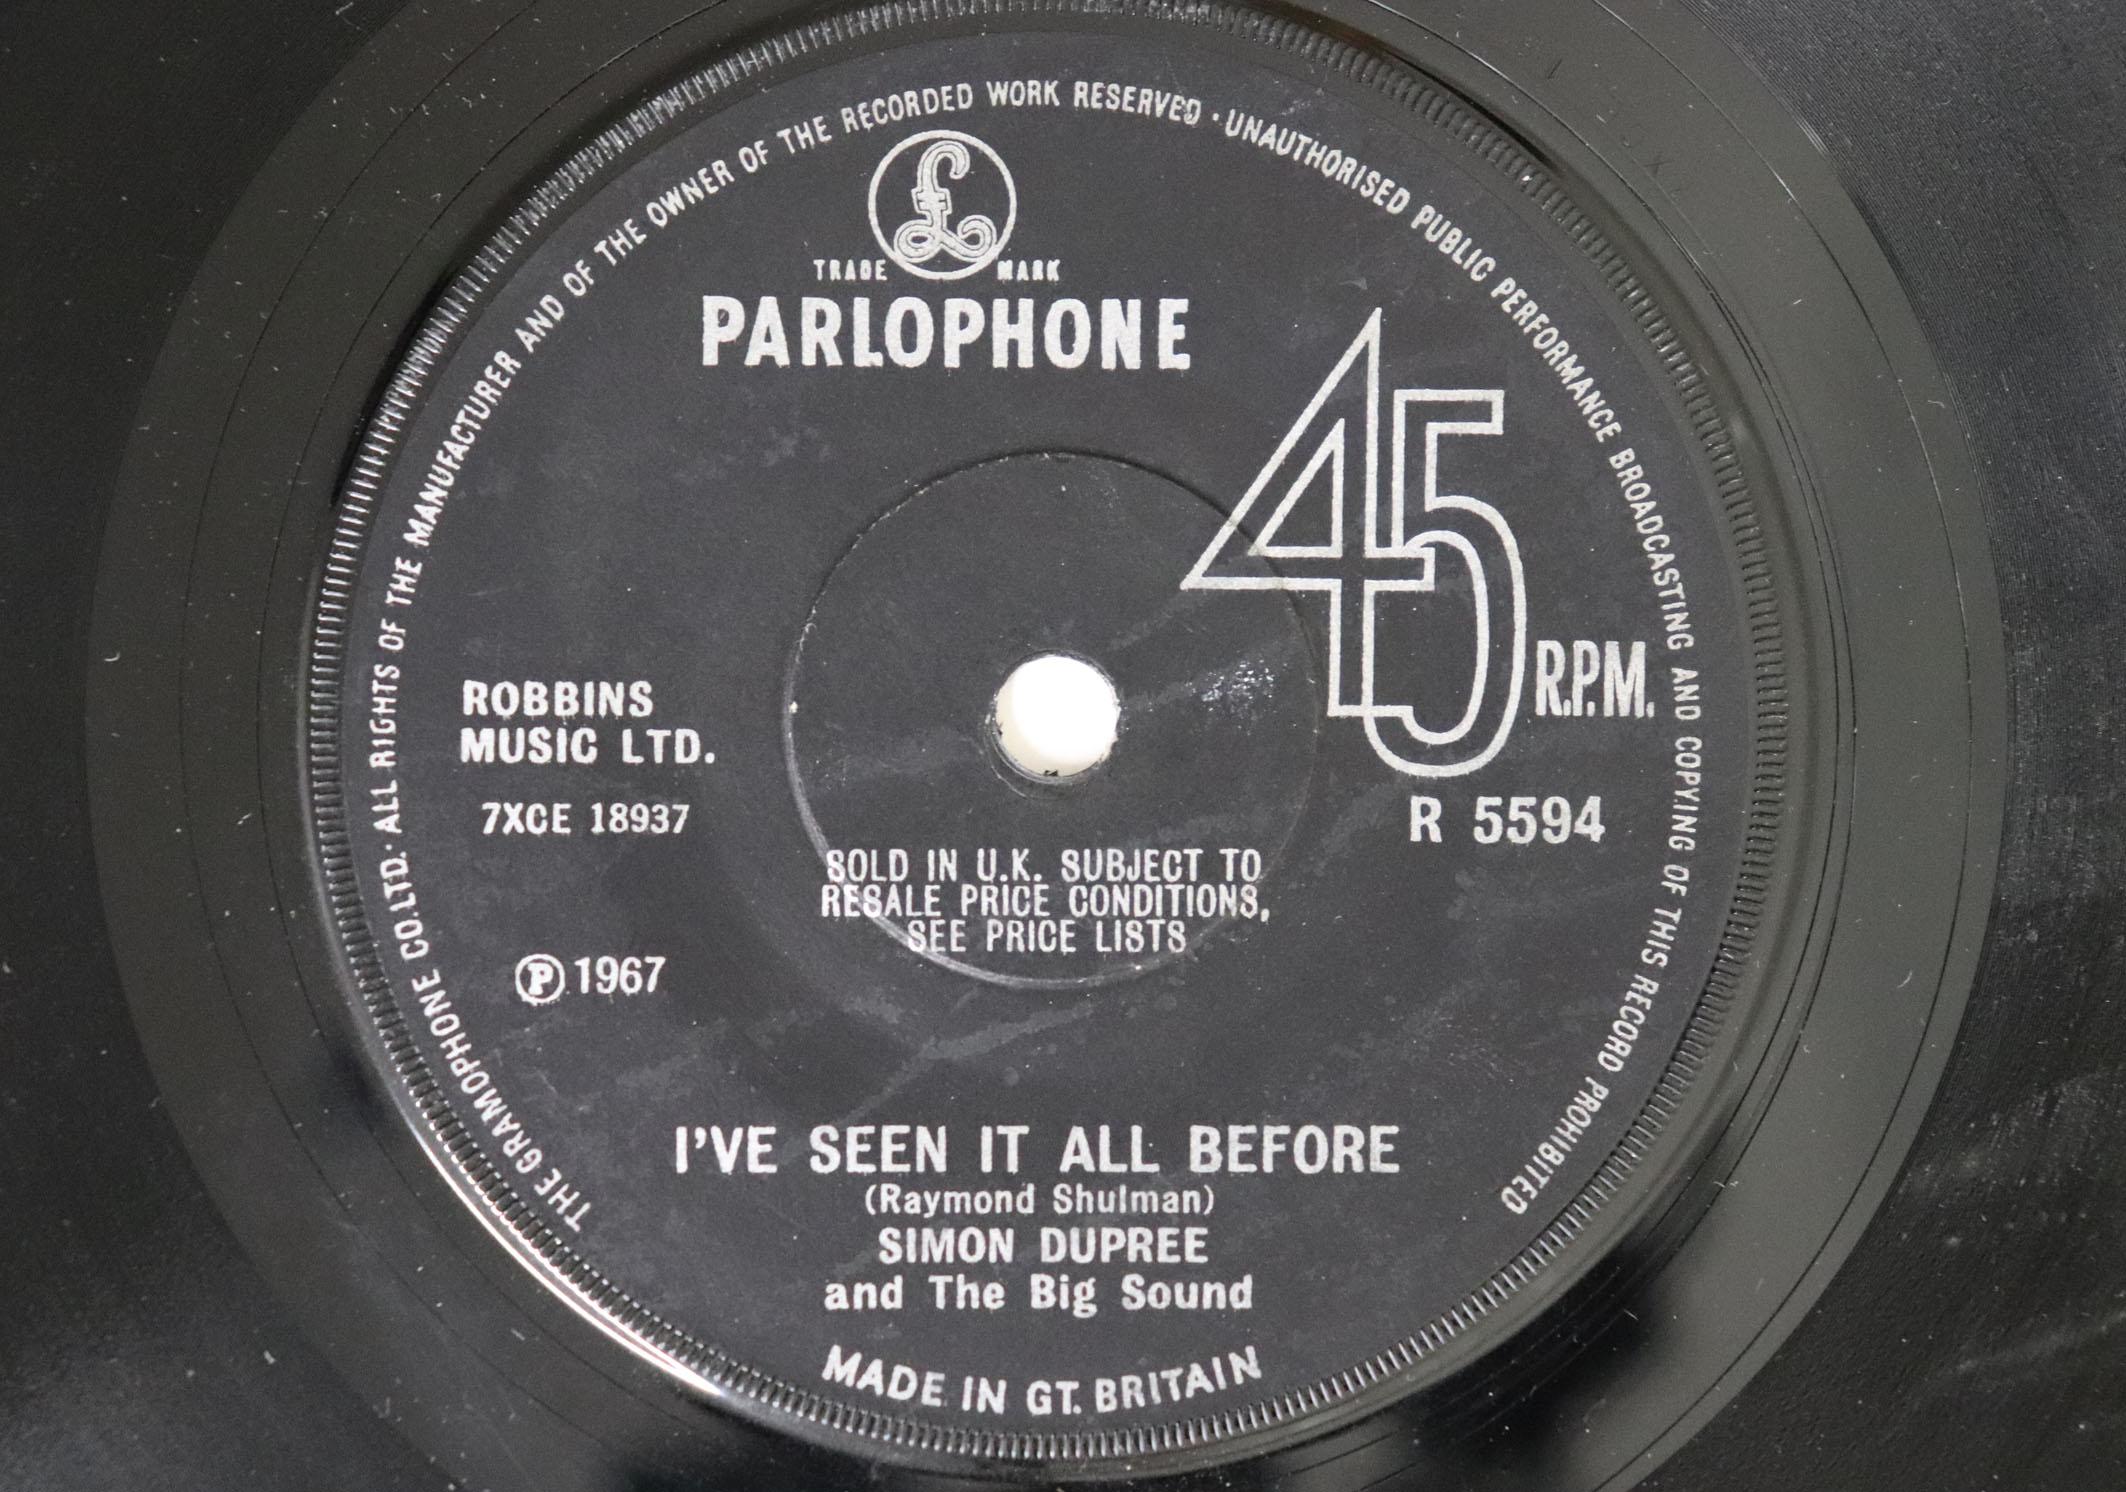 THE GRAMOPHONE CO. LTD. · ALL RIGHTS OF THE MANUFACTURER AND OF THE OWNER OF THE RECORDED WORK RESERVED · UNAUTHORISED PUBLIC PERFORMANCE BROADCASTING AND COPYING OF THIS RECORD PROHIBITED
£
TRADE MARK
PARLOPHONE
45 R.P.M.
ROBBINS
MUSIC LTD.
7XCE 18937
R 5594
SOLD IN U.K. SUBJECT TO
RESALE PRICE CONDITIONS,
SEE PRICE LISTS
Ⓟ 1967
I'VE SEEN IT ALL BEFORE
(Raymond Shulman)
SIMON DUPREE
and The Big Sound
MADE IN GT. BRITAIN